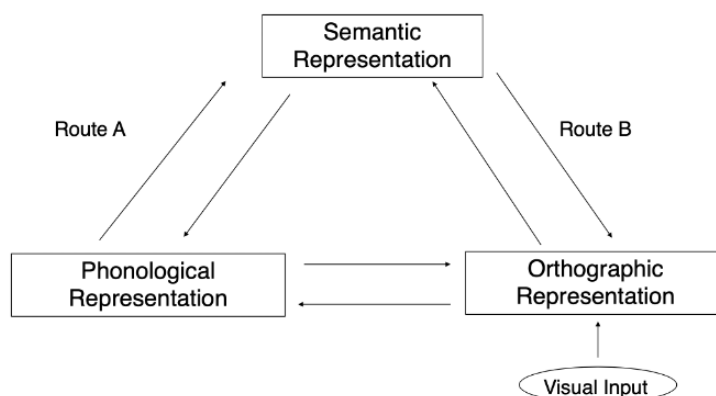 Semantic
Representation
Route A
Route B
Phonological
Representation
Orthographic
Representation
Visual Input